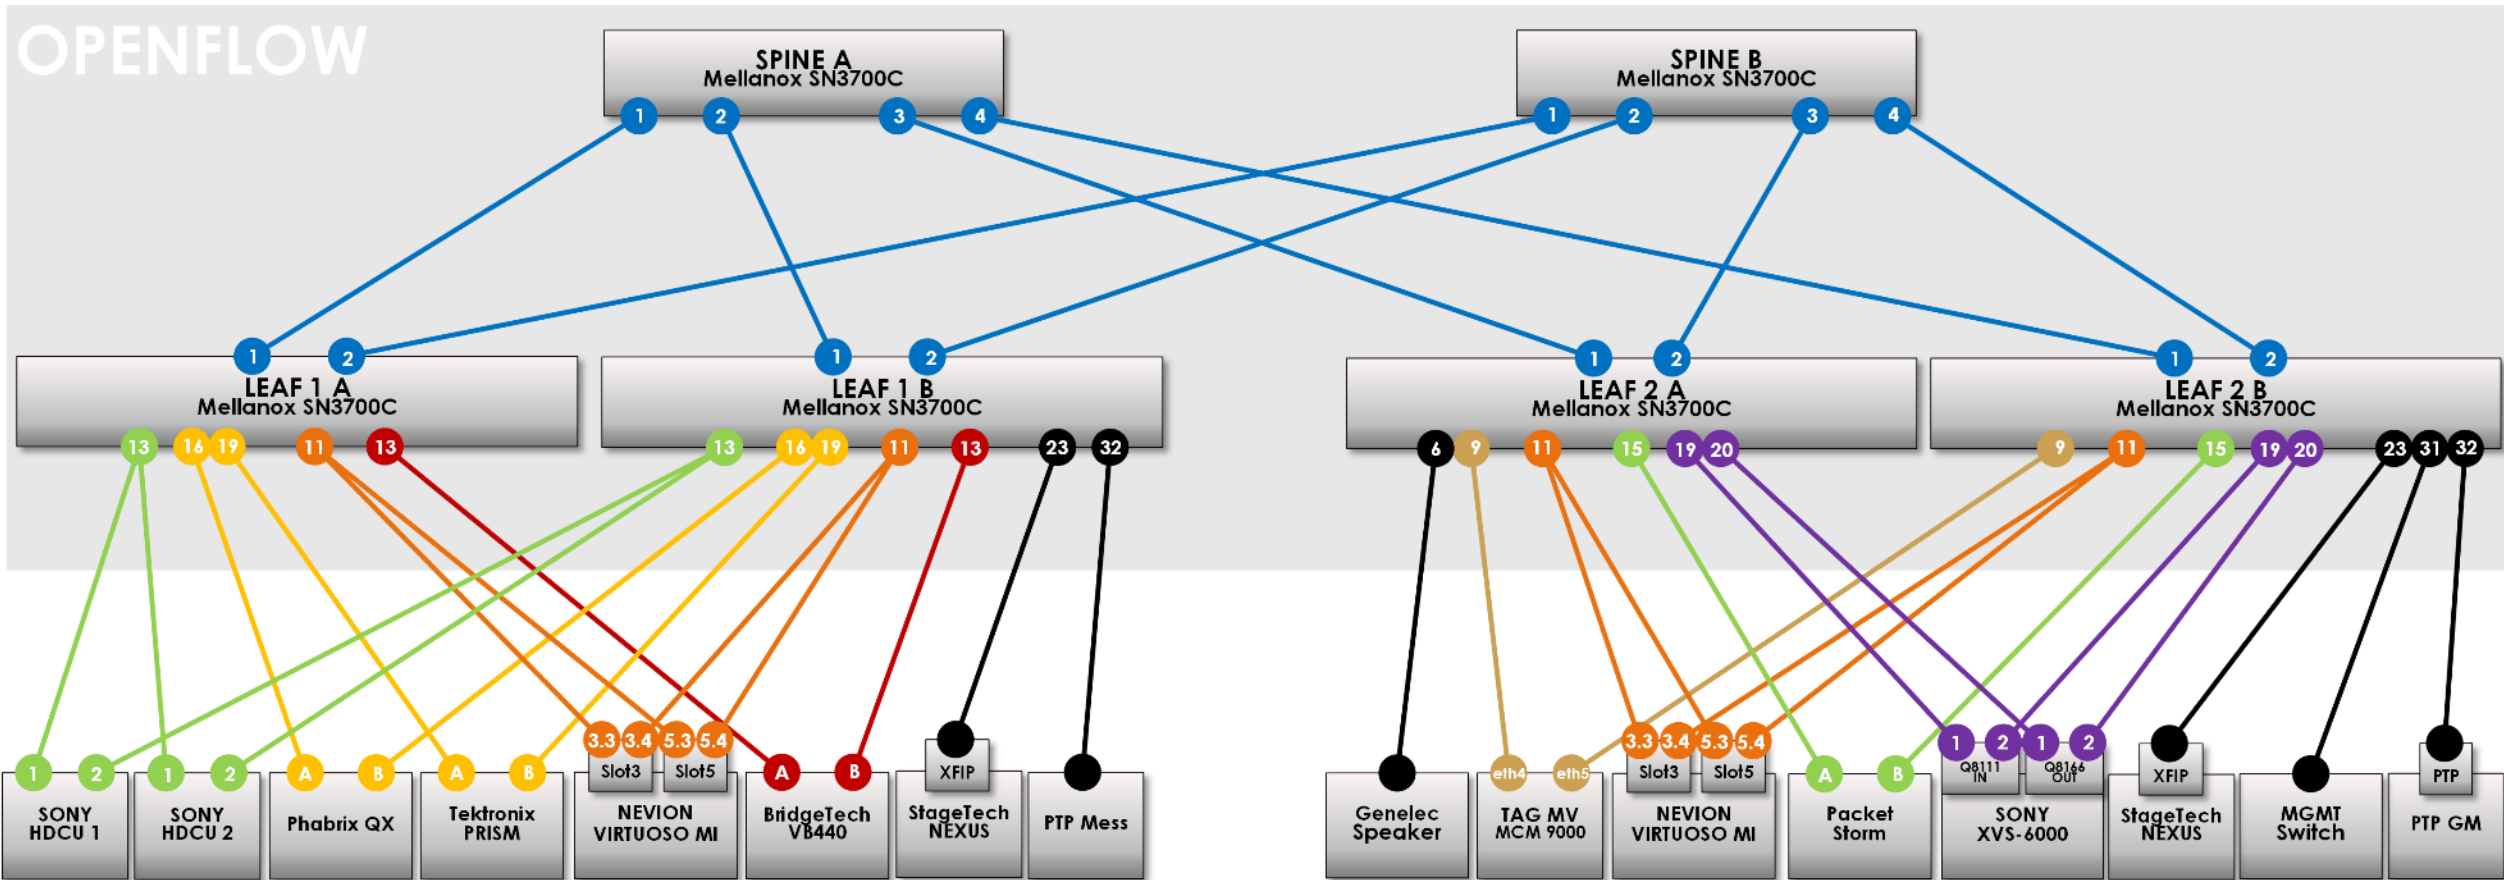 OPENFLOW
SPINE A
Mellanox SN3700C
1 2 3 4
SPINE B
Mellanox SN3700C
1 2 3 4
1 2
LEAF 1 A
Mellanox SN3700C
13 16 19 11 13
1 2
LEAF 1 B
Mellanox SN3700C
13 16 19 11 13 23 32
1 2
LEAF 2 A
Mellanox SN3700C
6 9 11 15 19 20
1 2
LEAF 2 B
Mellanox SN3700C
9 11 15 19 20 23 31 32
1 2
SONY
HDCU 1
1 2
SONY
HDCU 2
A B
Phabrix QX
A B
Tektronix
PRISM
3.3 3.4 5.3 5.4
Slot3 Slot5
NEVION
VIRTUOSO MI
A B
BridgeTech
VB440
XFIP
StageTech
NEXUS
PTP Mess
Genelec
Speaker
eth4 eth5
TAG MV
MCM 9000
3.3 3.4 5.3 5.4
Slot3 Slot5
NEVION
VIRTUOSO MI
A B
Packet
Storm
1 2 1 2
Q8111
IN
Q8166
OUT
SONY
XVS-6000
XFIP
StageTech
NEXUS
MGMT
Switch
PTP
PTP GM